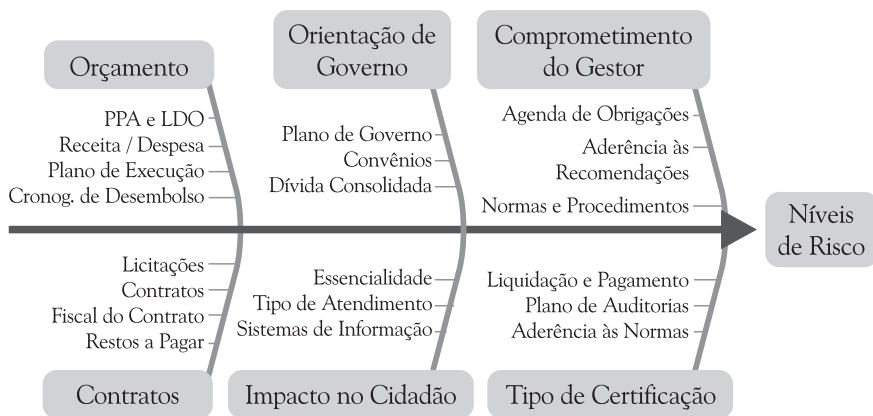 Orçamento
PPA e LDO
Receita / Despesa
Plano de Execução
Cronog. de Desembolso
Orientação de
Governo
Plano de Governo
Convênios
Dívida Consolidada
Comprometimento
do Gestor
Agenda de Obrigações
Aderência às
Recomendações
Normas e Procedimentos
Níveis
de Risco
Licitações
Contratos
Fiscal do Contrato
Restos a Pagar
Contratos
Essencialidade
Tipo de Atendimento
Sistemas de Informação
Impacto no Cidadão
Liquidação e Pagamento
Plano de Auditorias
Aderência às Normas
Tipo de Certificação